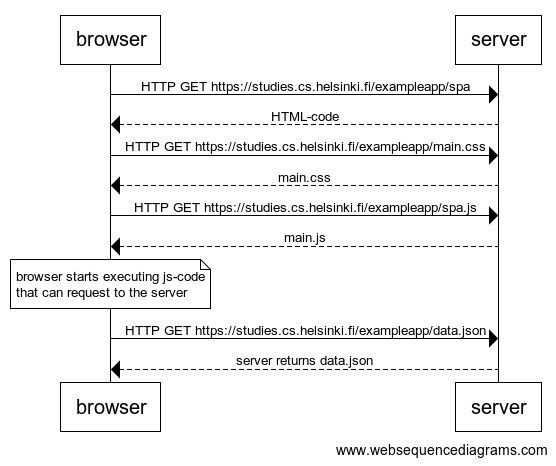 browser
server
HTTP GET https://studies.cs.helsinki.fi/exampleapp/spa
HTML-code
HTTP GET https://studies.cs.helsinki.fi/exampleapp/main.css
main.css
HTTP GET https://studies.cs.helsinki.fi/exampleapp/spa.js
main.js
browser starts executing js-code
that can request to the server
HTTP GET https://studies.cs.helsinki.fi/exampleapp/data.json
server returns data.json
browser
server
www.websequencediagrams.com